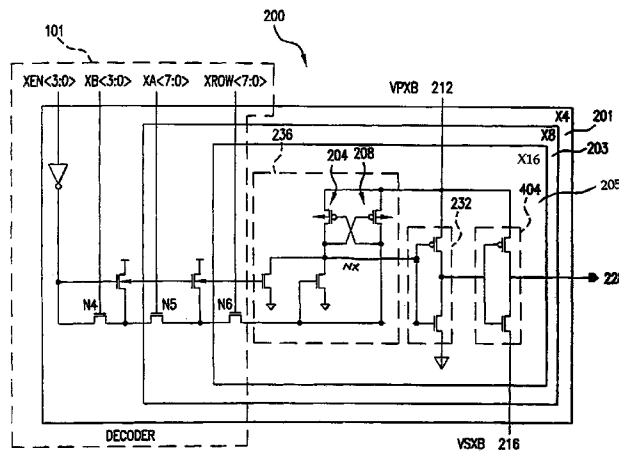 101
200
XEN<3:0> XB<3:0> XA<7:0> XROW<7:0>
VPXB 212
X4
201
X8
203
X16
236
204 208
232
404
205
NX
N4 N5 N6
DECODER
VSXB 216